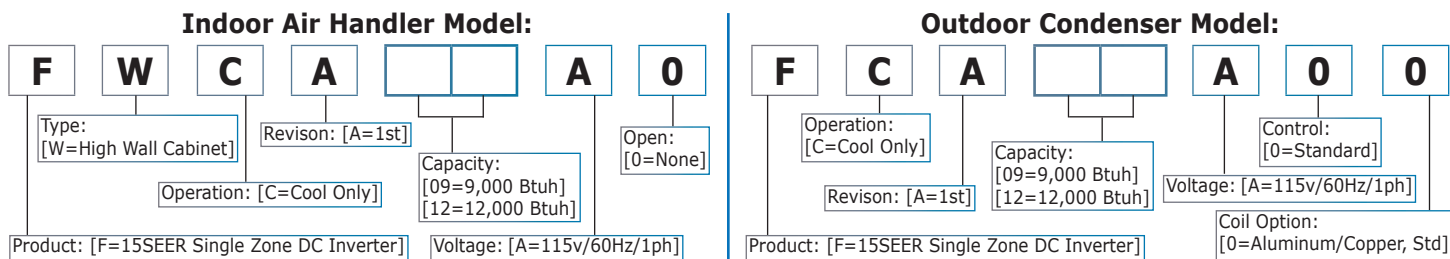 Indoor Air Handler Model:
F W C A A 0
Type:
[W=High Wall Cabinet]
Revison: [A=1st]
Open:
[0=None]
Capacity:
[09=9,000 Btuh]
[12=12,000 Btuh]
Operation: [C=Cool Only]
Product: [F=15SEER Single Zone DC Inverter]
Voltage: [A=115v/60Hz/1ph]
Outdoor Condenser Model:
F C A A 0 0
Operation:
[C=Cool Only]
Control:
[0=Standard]
Capacity:
[09=9,000 Btuh]
[12=12,000 Btuh]
Revison: [A=1st]
Voltage: [A=115v/60Hz/1ph]
Coil Option:
[0=Aluminum/Copper, Std]
Product: [F=15SEER Single Zone DC Inverter]